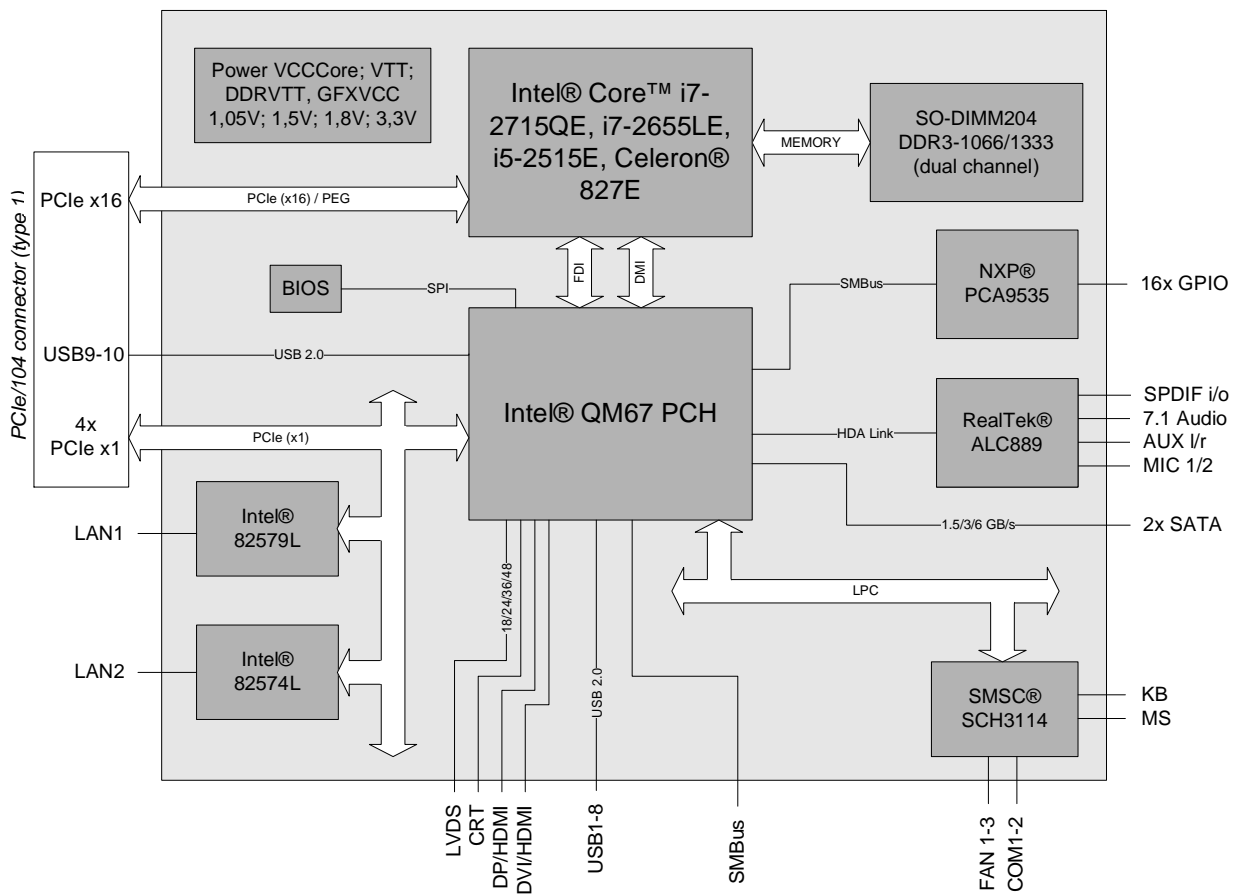 Power VCCCore; VTT;
DDRVTT, GFXVCC
1,05V; 1,5V; 1,8V; 3,3V
Intel® Core™ i7-
2715QE, i7-2655LE,
i5-2515E, Celeron®
827E
MEMORY
SO-DIMM204
DDR3-1066/1333
(dual channel)
PCIe/104 connector (type 1)
PCIe x16
PCIe (x16) / PEG
FDI
DMI
BIOS
SPI
SMBus
NXP®
PCA9535
16x GPIO
USB9-10
USB 2.0
Intel® QM67 PCH
4x
PCIe x1
PCIe (x1)
HDA Link
RealTek®
ALC889
SPDIF i/o
7.1 Audio
AUX l/r
MIC 1/2
LAN1
Intel®
82579L
1.5/3/6 GB/s
2x SATA
18/24/36/48
LPC
LAN2
Intel®
82574L
USB 2.0
SMSC®
SCH3114
KB
MS
LVDS
CRT
DP/HDMI
DVI/HDMI
USB1-8
SMBus
FAN 1-3
COM1-2